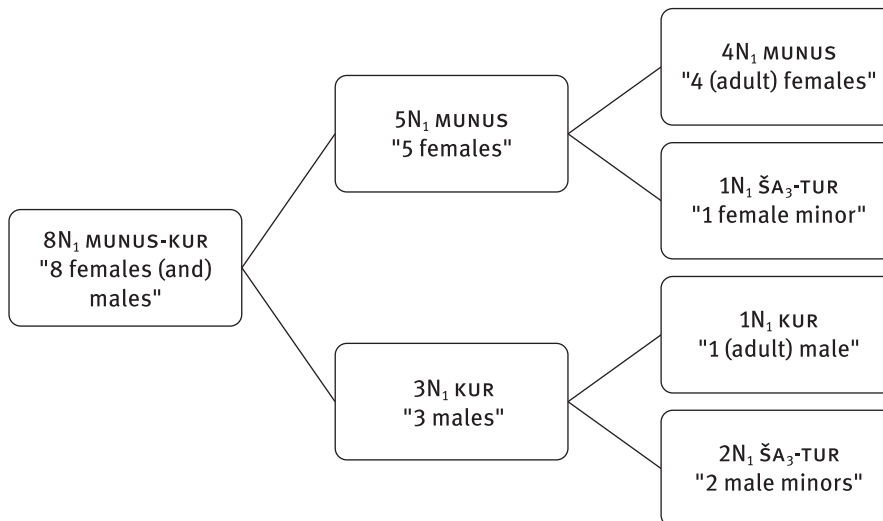 8N₁ MUNUS-KUR
"8 females (and)
males"
5N₁ MUNUS
"5 females"
3N₁ KUR
"3 males"
4N₁ MUNUS
"4 (adult) females"
1N₁ ŠA₃-TUR
"1 female minor"
1N₁ KUR
"1 (adult) male"
2N₁ ŠA₃-TUR
"2 male minors"